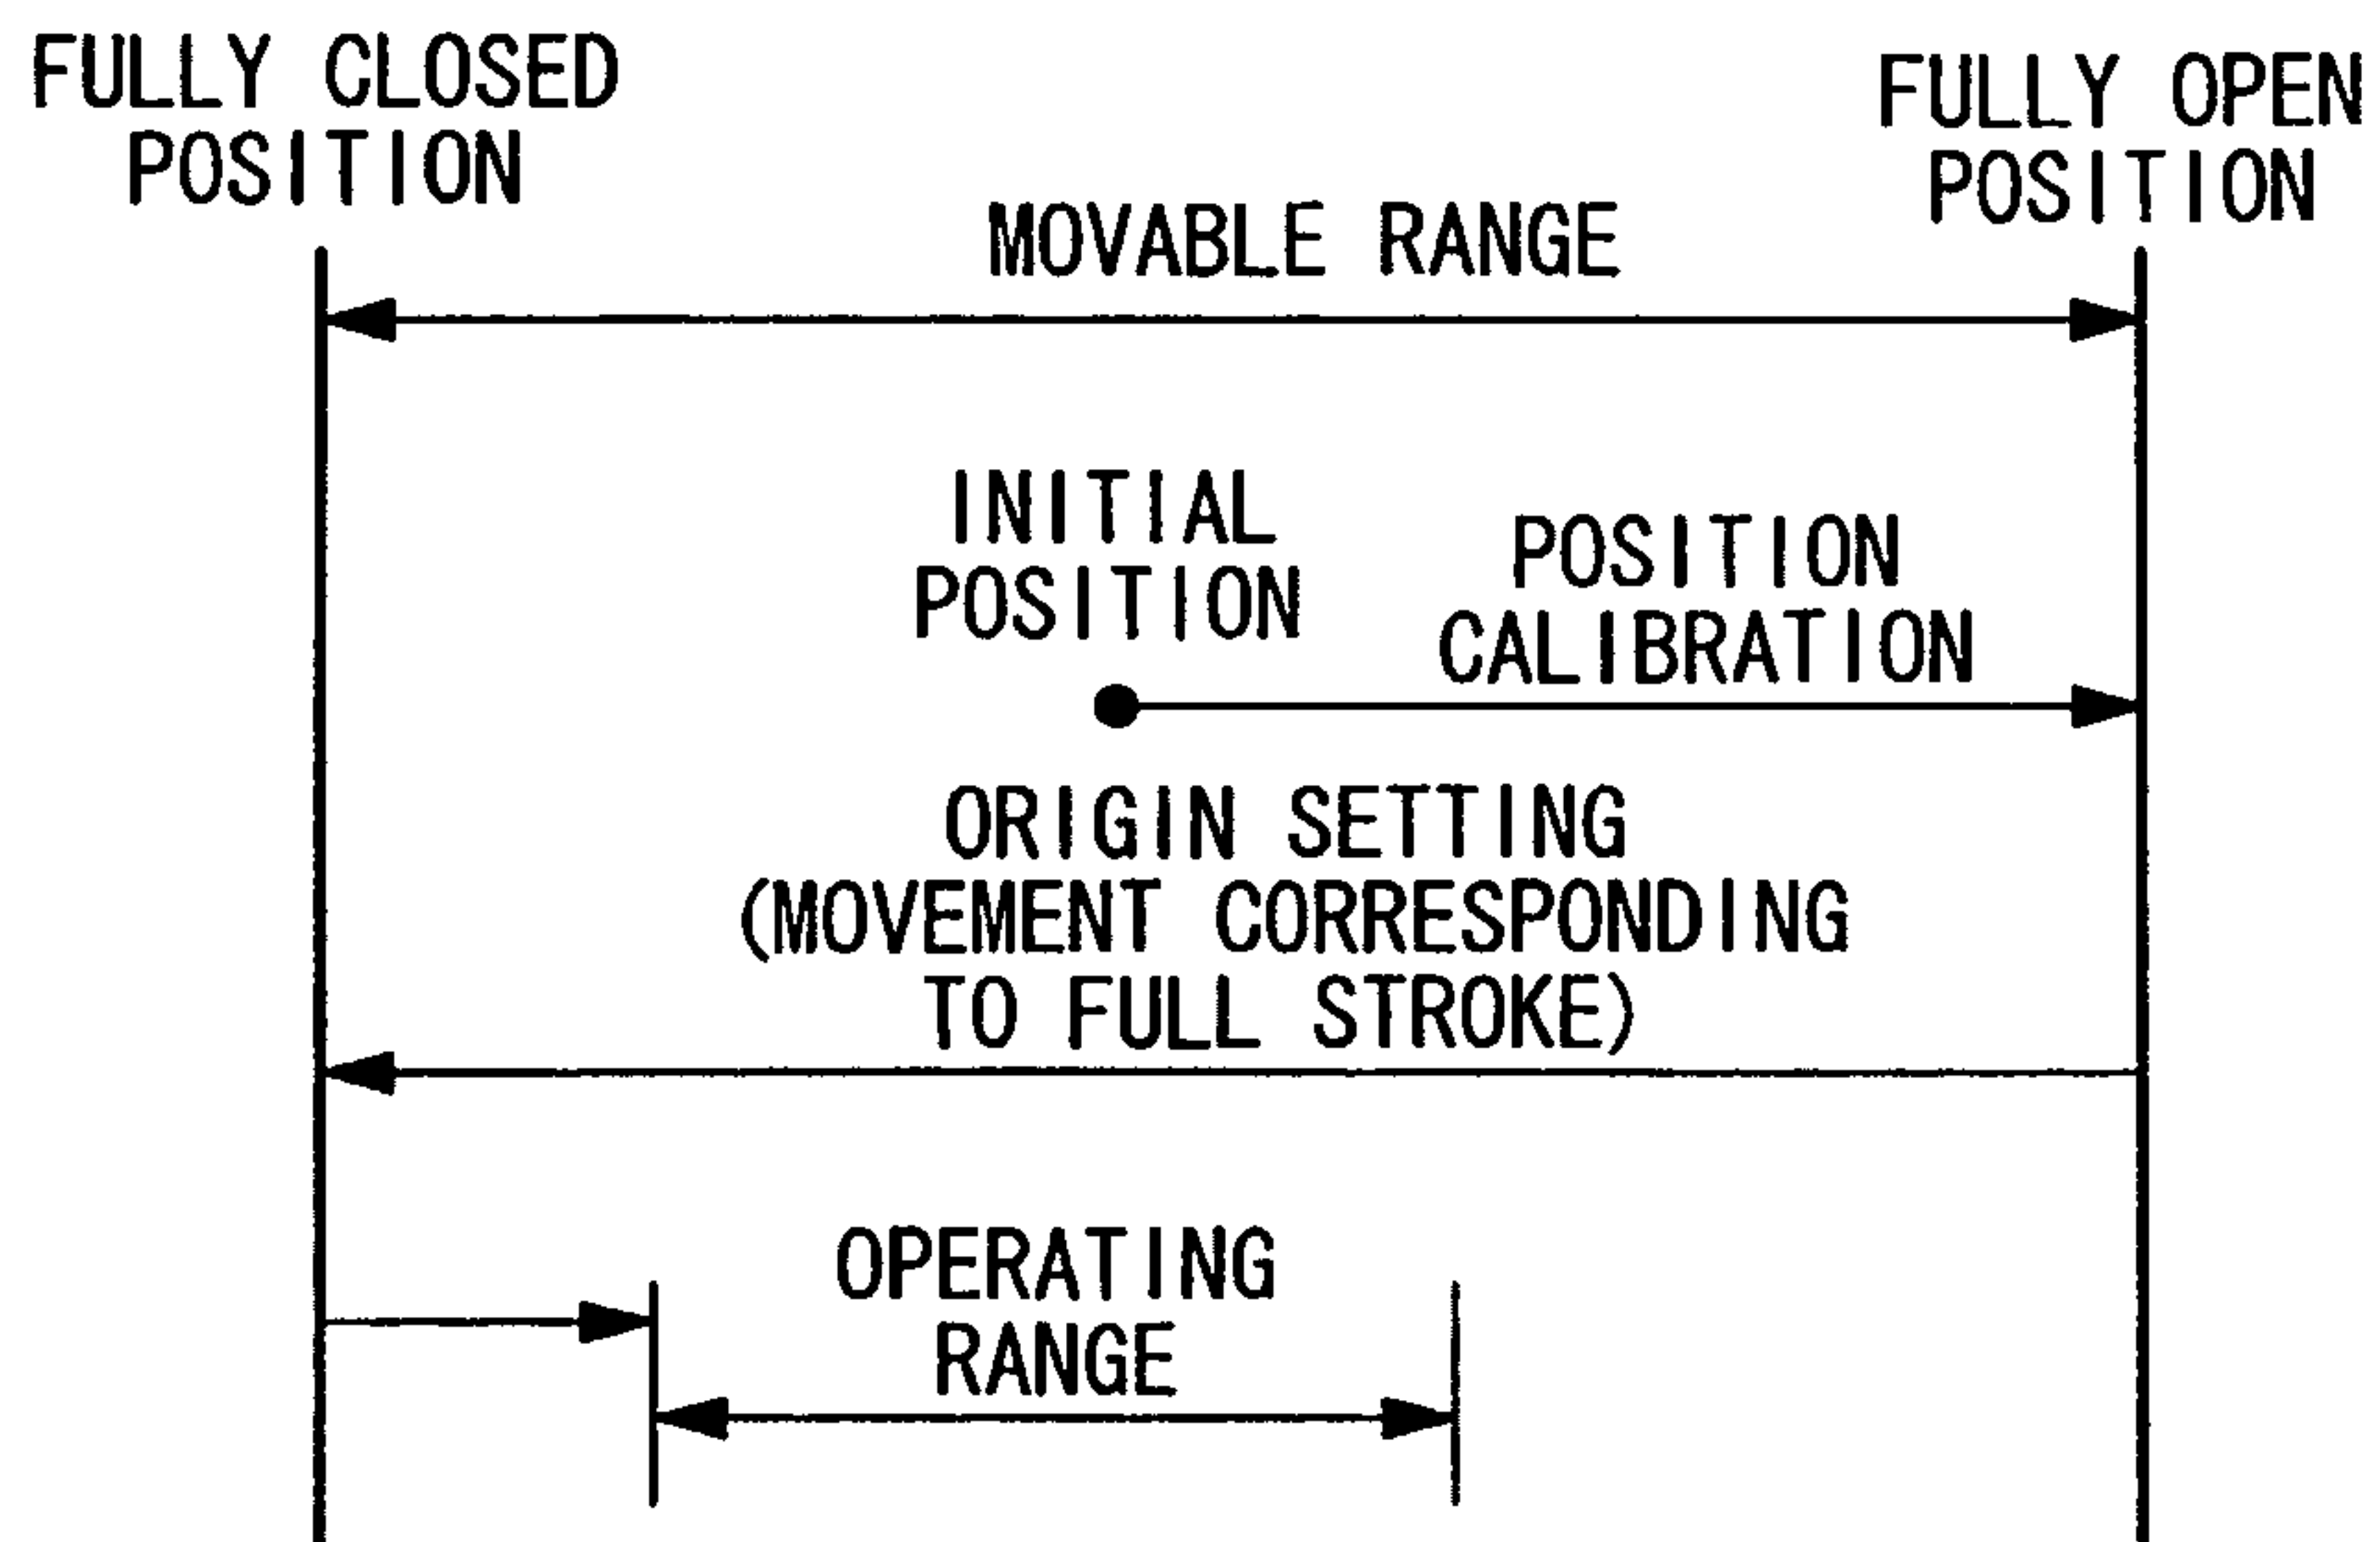 FULLY CLOSED
POSITION
FULLY OPEN
POSITION
MOVABLE RANGE
INITIAL
POSITION
POSITION
CALIBRATION
ORIGIN SETTING
(MOVEMENT CORRESPONDING
TO FULL STROKE)
OPERATING
RANGE